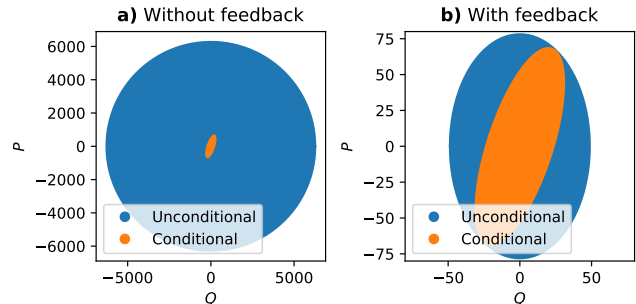 a) Without feedback
6000
4000
2000
0
−2000
−4000
−6000
P
−5000 0 5000
Q
Unconditional
Conditional
b) With feedback
75
50
25
0
−25
−50
−75
P
−50 0 50
Q
Unconditional
Conditional